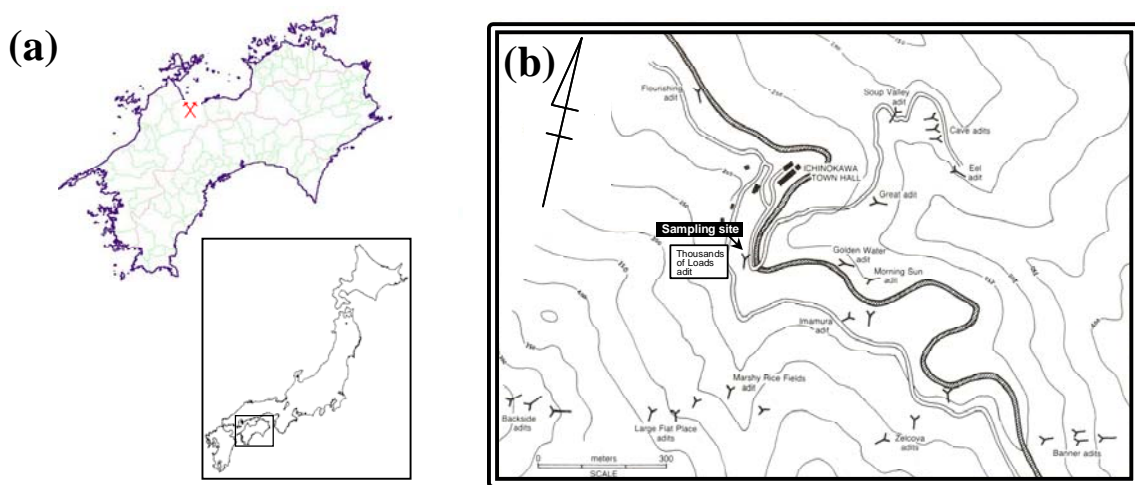 (a)
(b)
Flourishing
adit
Soup Valley
adit
Cave adits
Eel
adit
ICHINOKAWA
TOWN HALL
Great adit
Sampling site
Thousands
of Loads
adit
Golden Water
adit
Morning Sun
adit
Imamura
adit
Marshy Rice Fields
adit
Backside
adits
Large Flat Place
adits
Zelcova
adits
Banner adits
0
meters
300
SCALE